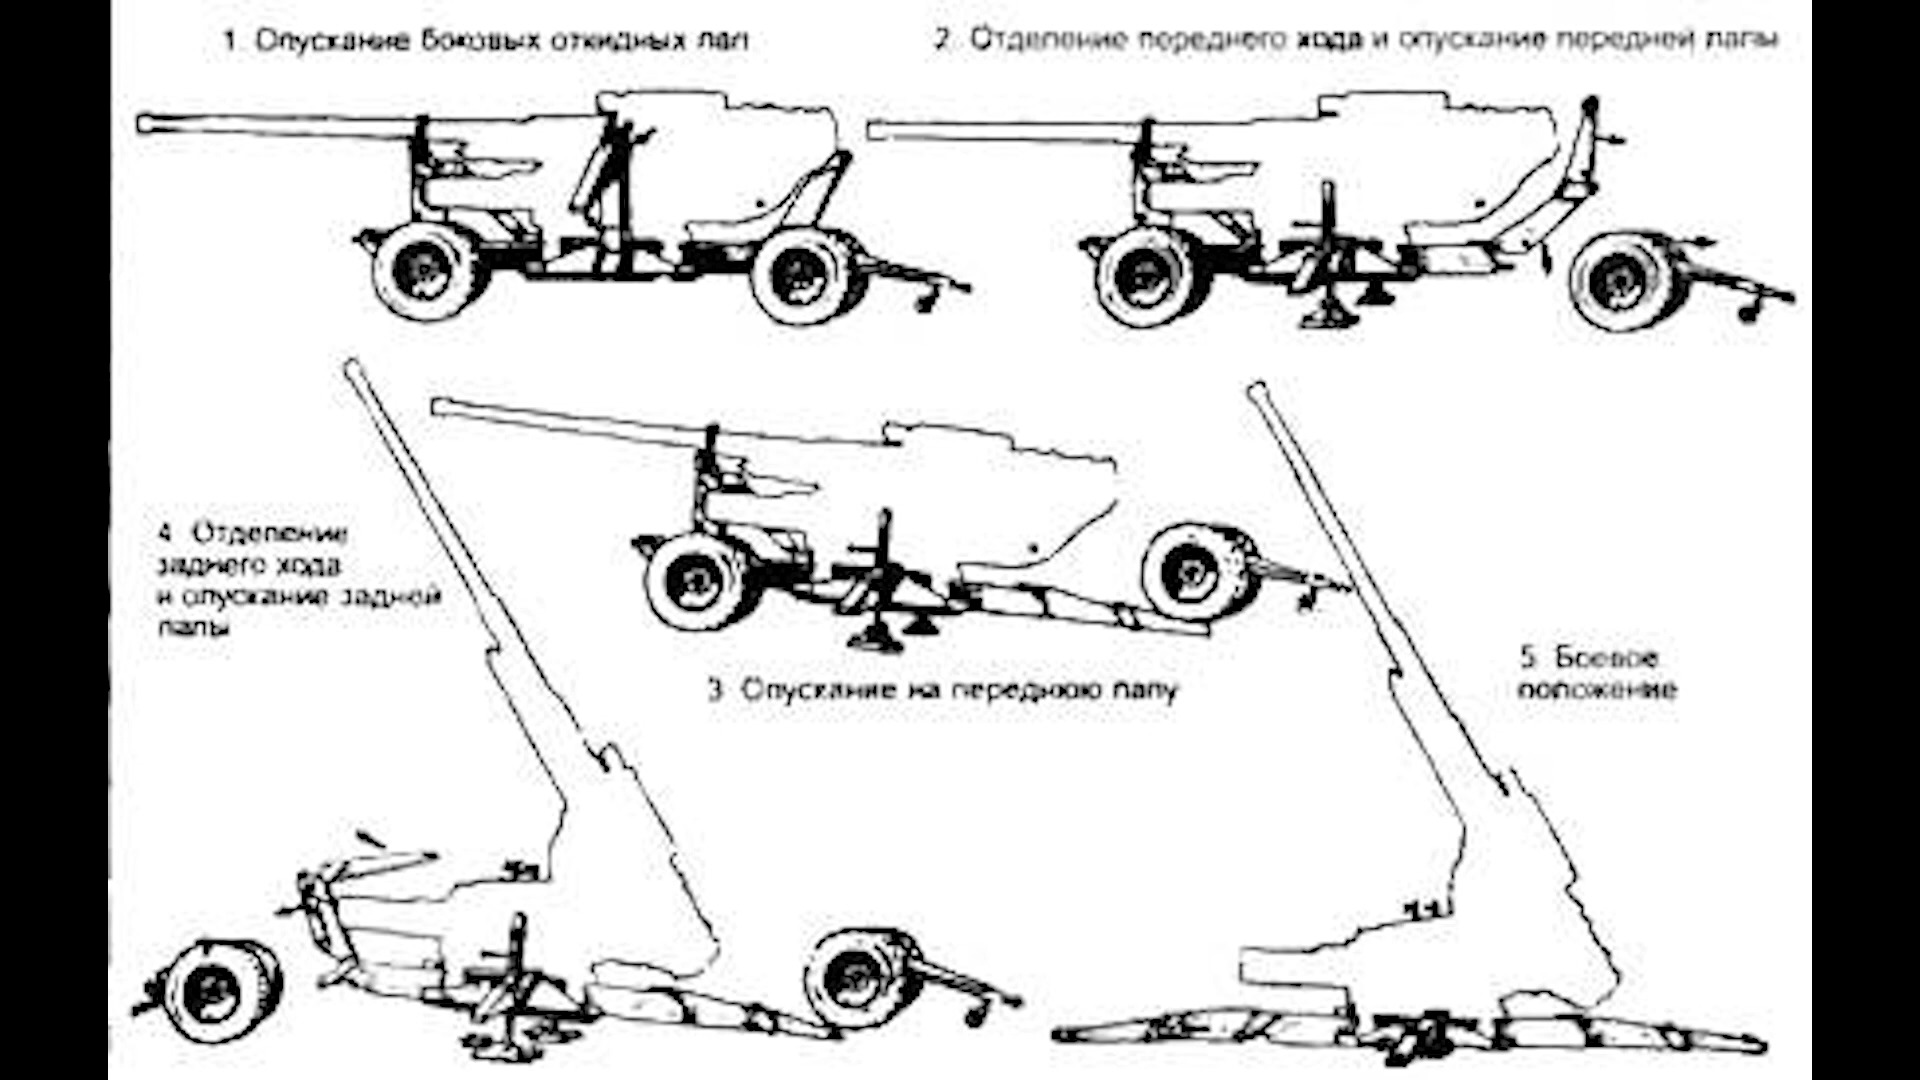 1. Опускание боковых откидных лап
2. Отделение переднего хода и опускание передней лапы
4 Отделение
заднего хода
и опускание задней
лапы
3 Опускание на переднюю лапу
5 Боевое
положение